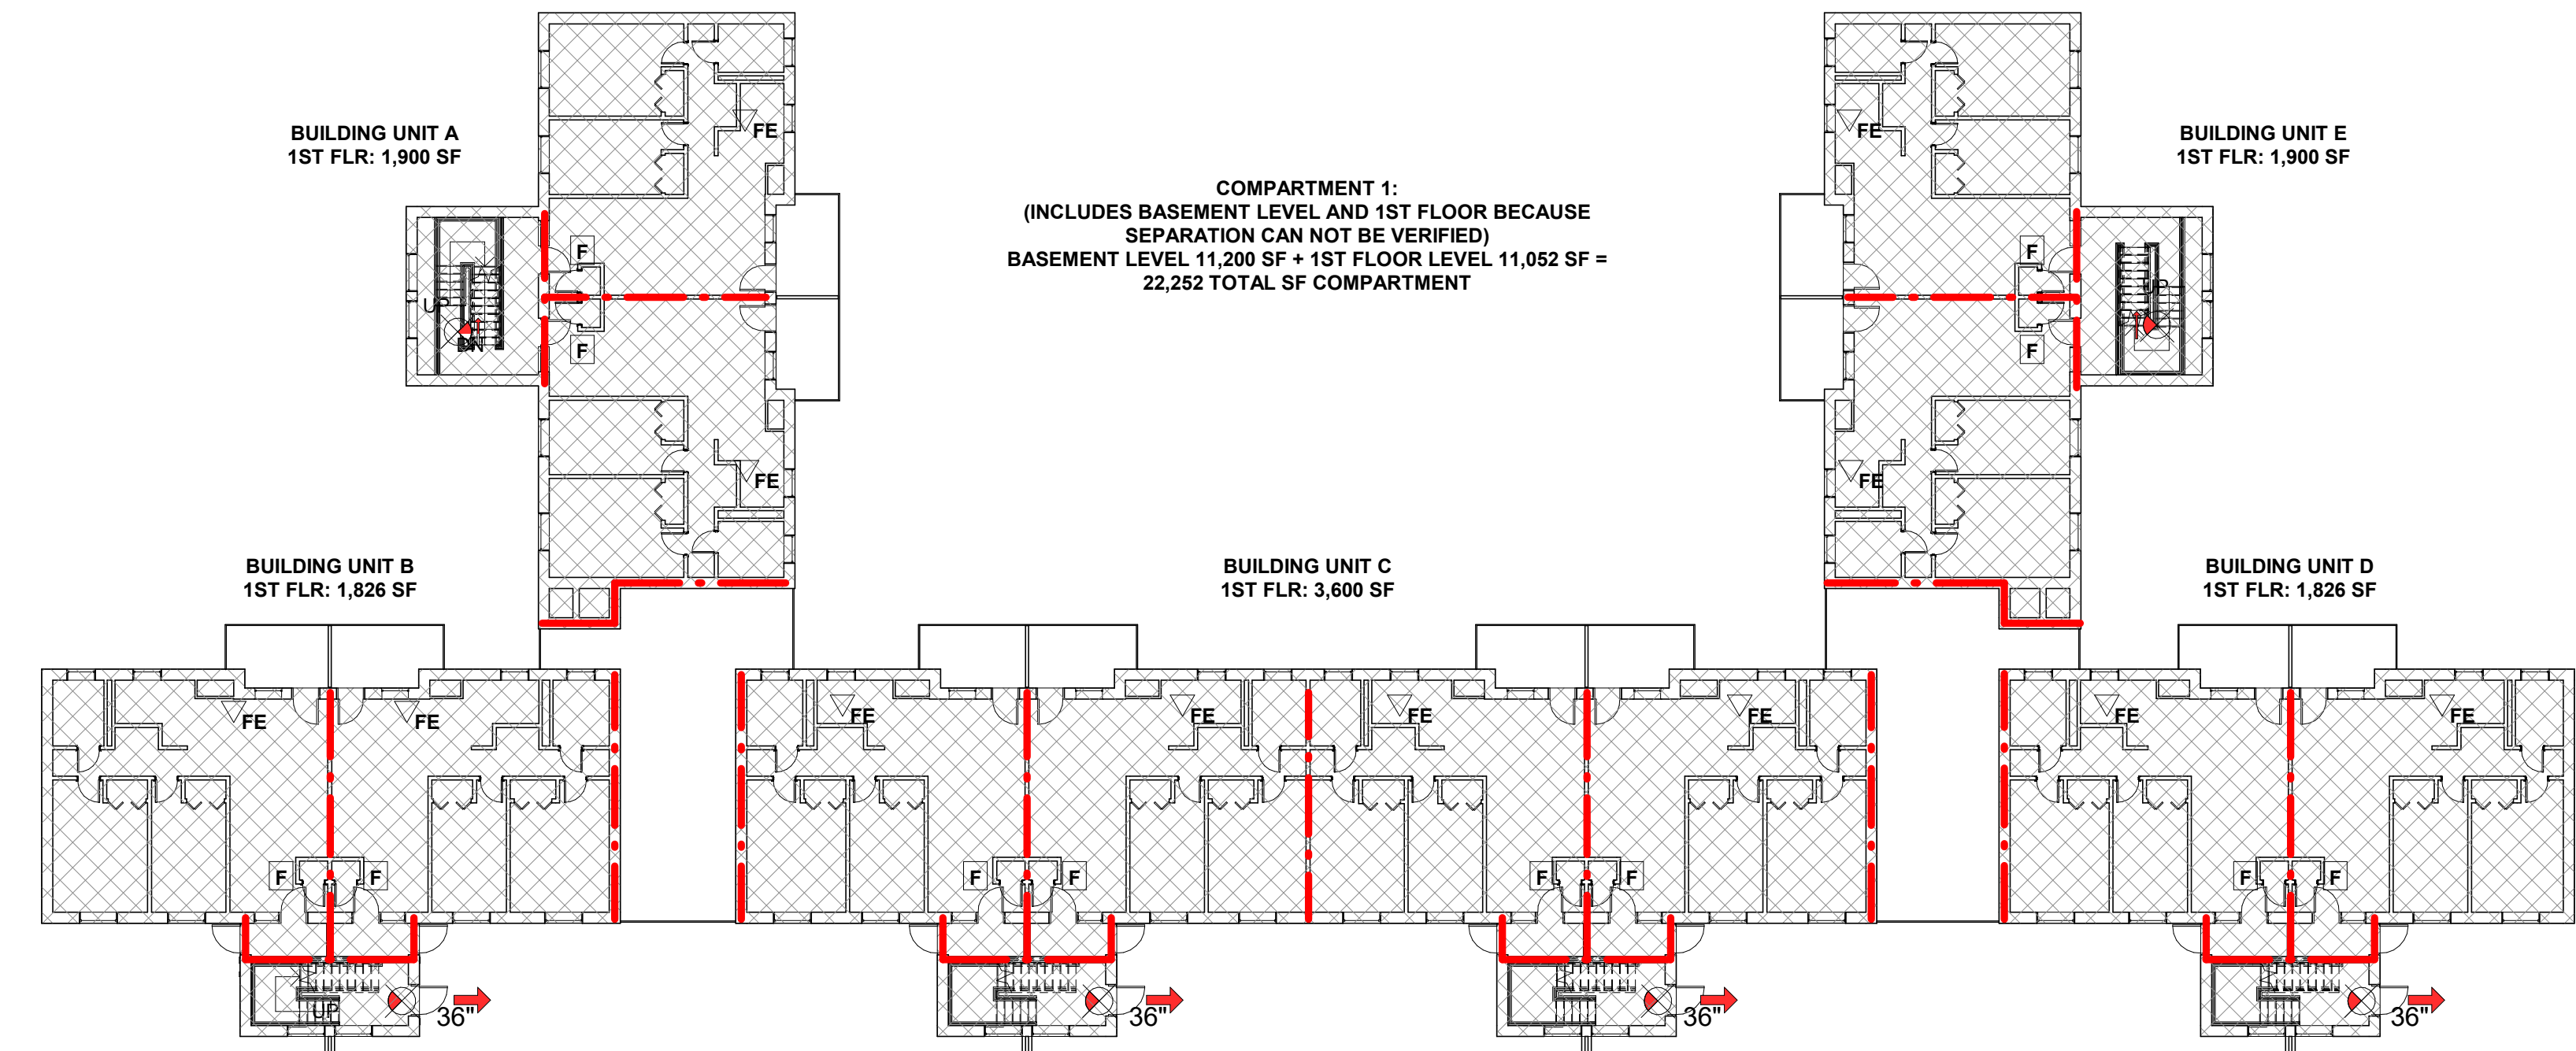 BUILDING UNIT A
1ST FLR: 1,900 SF
BUILDING UNIT E
1ST FLR: 1,900 SF
COMPARTMENT 1:
(INCLUDES BASEMENT LEVEL AND 1ST FLOOR BECAUSE
SEPARATION CAN NOT BE VERIFIED)
BASEMENT LEVEL 11,200 SF + 1ST FLOOR LEVEL 11,052 SF =
22,252 TOTAL SF COMPARTMENT
FE
FE
F
F
UP
UP
DN
F
F
FE
FE
BUILDING UNIT B
1ST FLR: 1,826 SF
BUILDING UNIT C
1ST FLR: 3,600 SF
BUILDING UNIT D
1ST FLR: 1,826 SF
FE
FE
FE
FE
FE
FE
FE
FE
F
F
F
F
F
F
F
F
UP
36"
36"
36"
36"